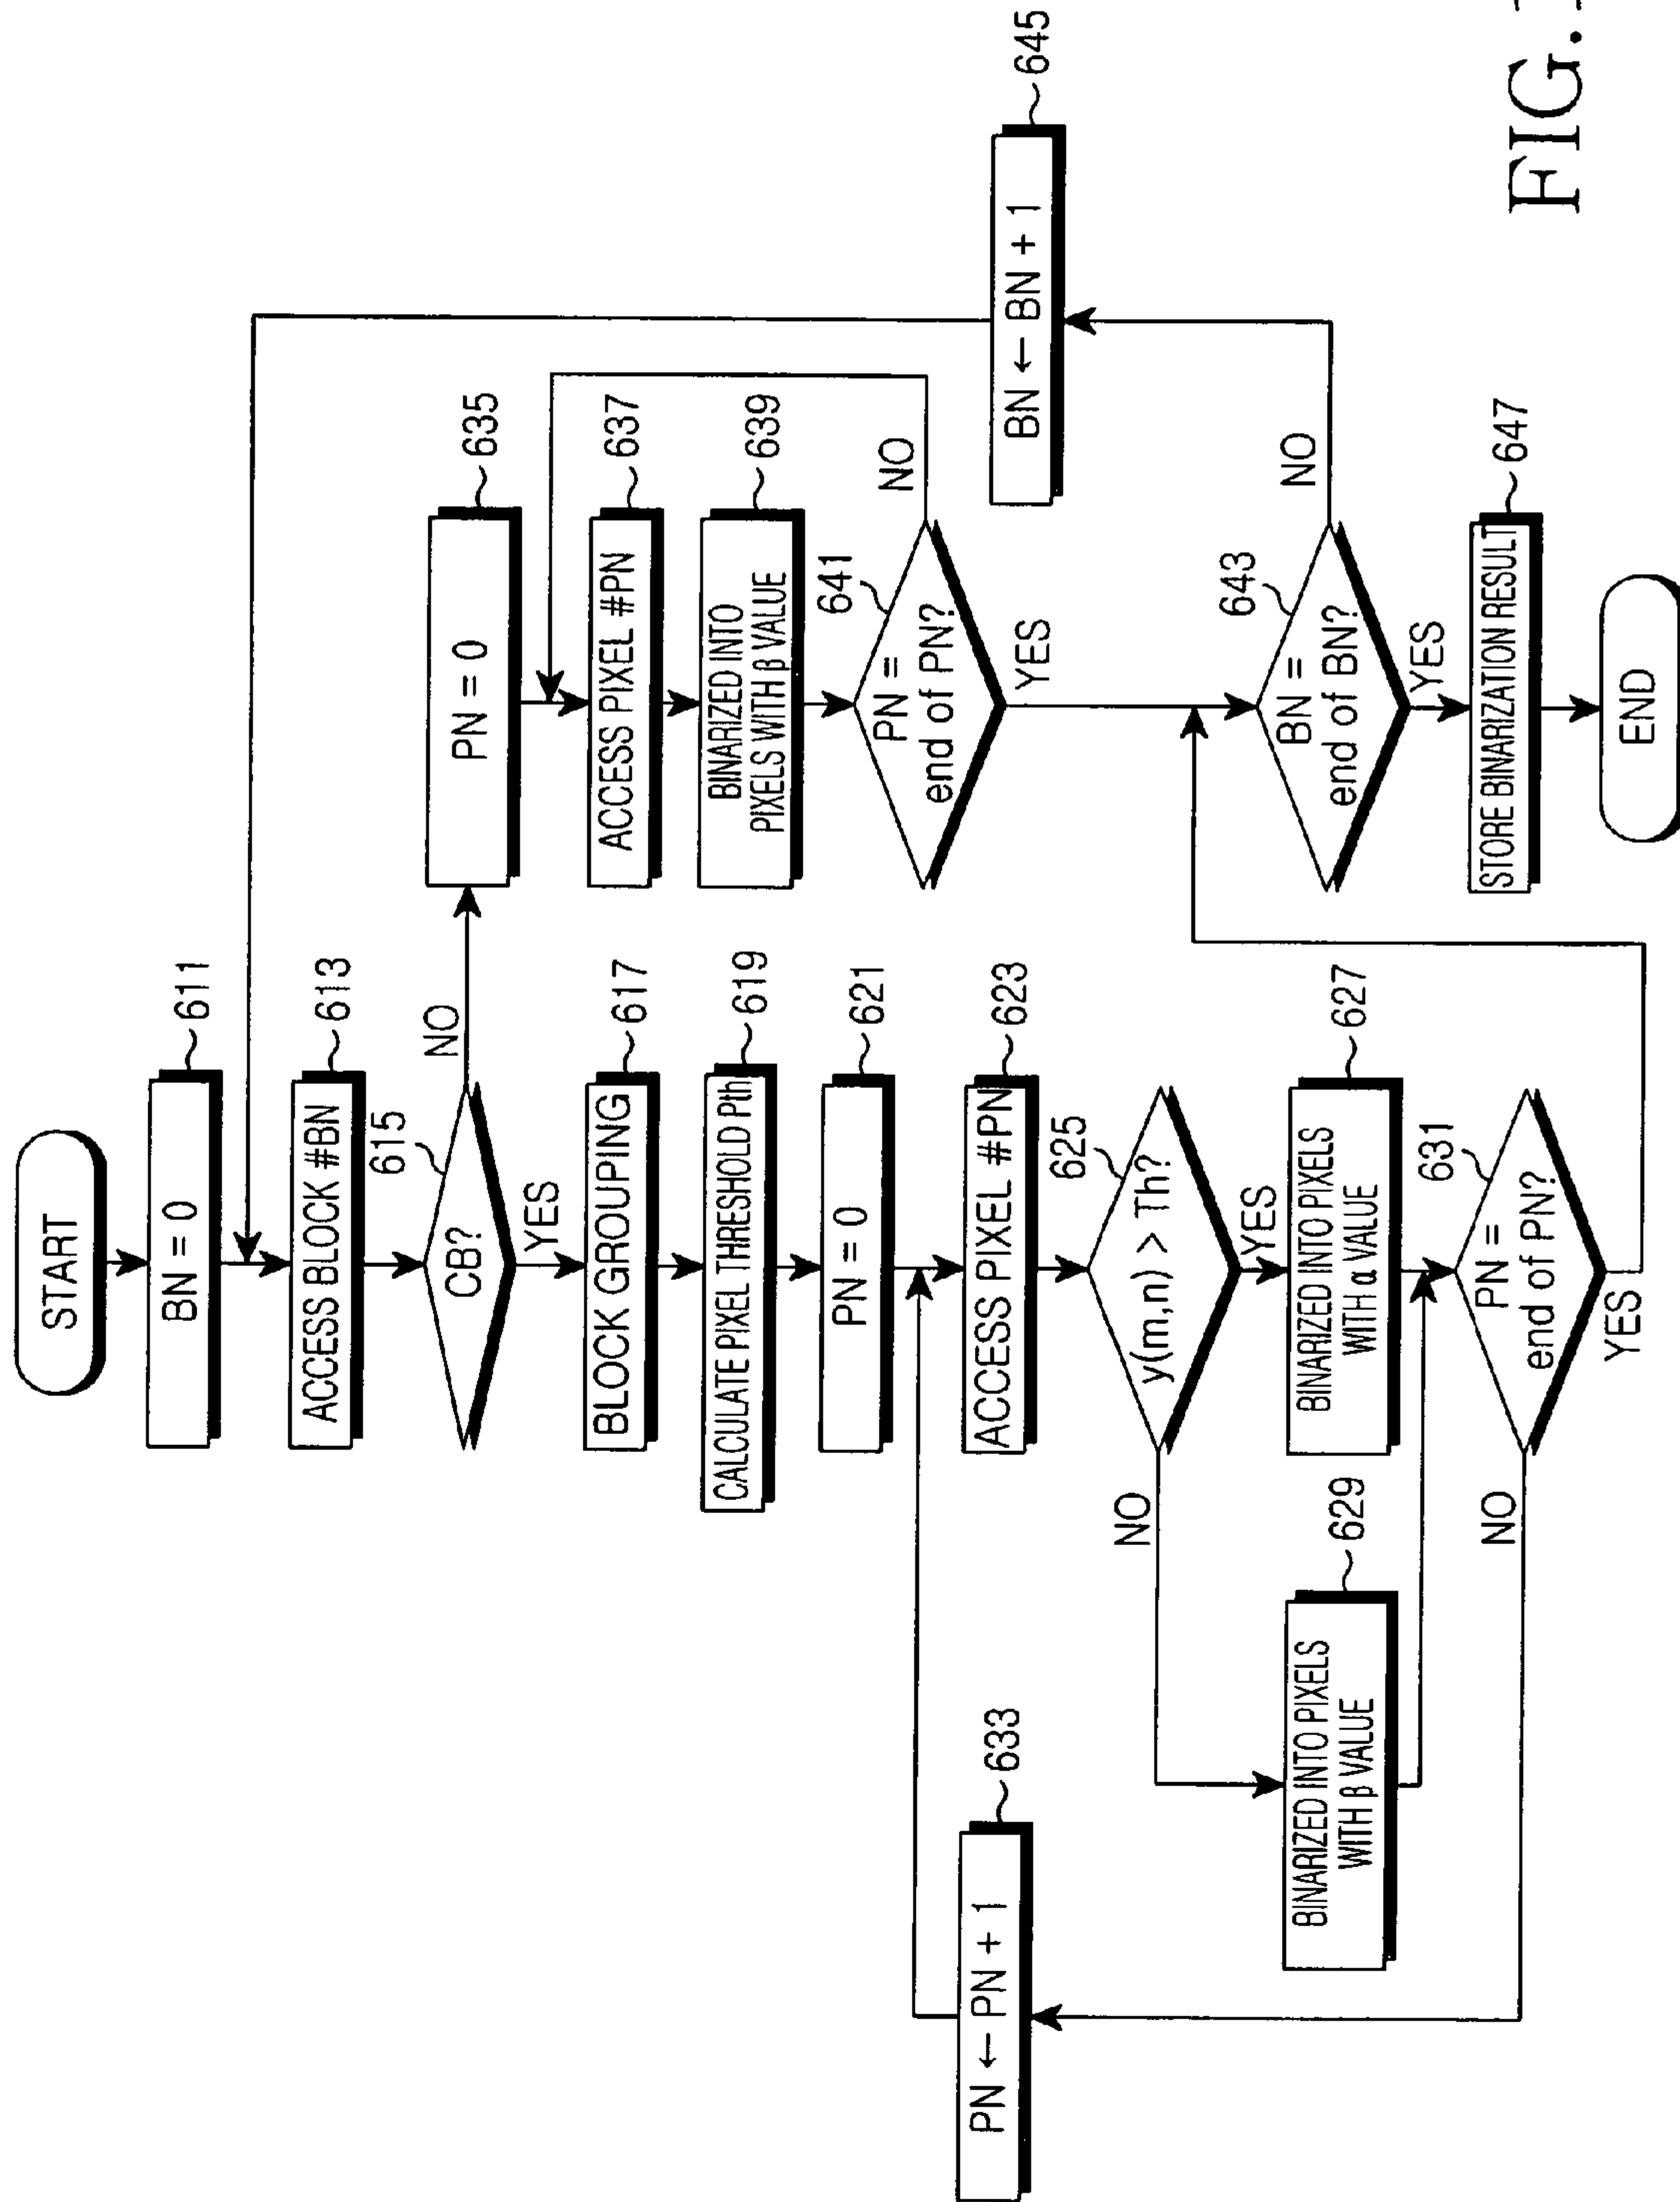 START
BN = 0
611
ACCESS BLOCK #BN
613
CB?
615
NO
YES
BLOCK GROUPING
617
CALCULATE PIXEL THRESHOLD Pth
619
PN = 0
621
ACCESS PIXEL #PN
623
y(m,n) > Th?
625
NO
YES
BINARIZED INTO PIXELS
WITH α VALUE
627
BINARIZED INTO PIXELS
WITH β VALUE
629
PN =
end of PN?
631
NO
YES
PN ← PN + 1
633
PN = 0
635
ACCESS PIXEL #PN
637
BINARIZED INTO
PIXELS WITH β VALUE
639
PN =
end of PN?
641
NO
YES
BN =
end of BN?
643
NO
YES
BN ← BN + 1
645
STORE BINARIZATION RESULT
647
END
FIG.